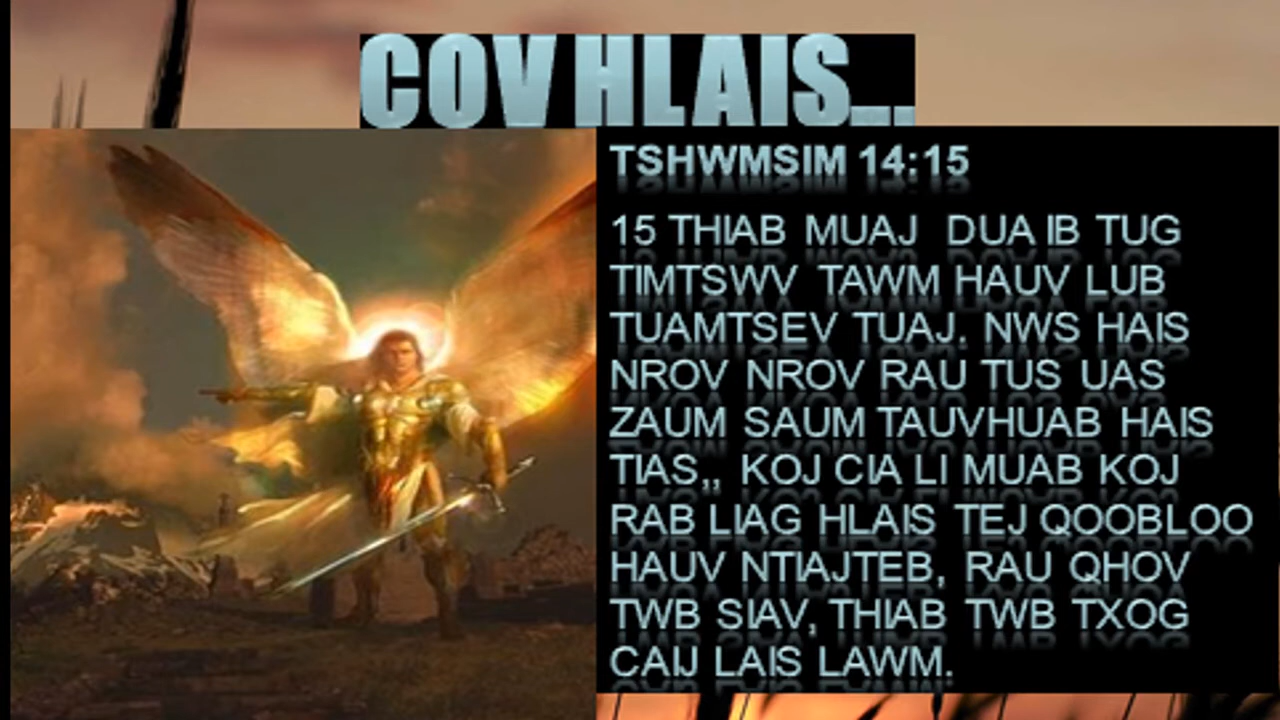 COV HLAIS...
TSHWMSIM 14:15
15 THIAB MUAJ DUA IB TUG
TIMTSWV TAWM HAUV LUB
TUAMTSEV TUAJ. NWS HAIS
NROV NROV RAU TUS UAS
ZAUM SAUM TAUVHUAB HAIS
TIAS,, KOJ CIA LI MUAB KOJ
RAB LIAG HLAIS TEJ QOOBLOO
HAUV NTIAJTEB, RAU QHOV
TWB SIAV, THIAB TWB TXOG
CAIJ LAIS LAWM.